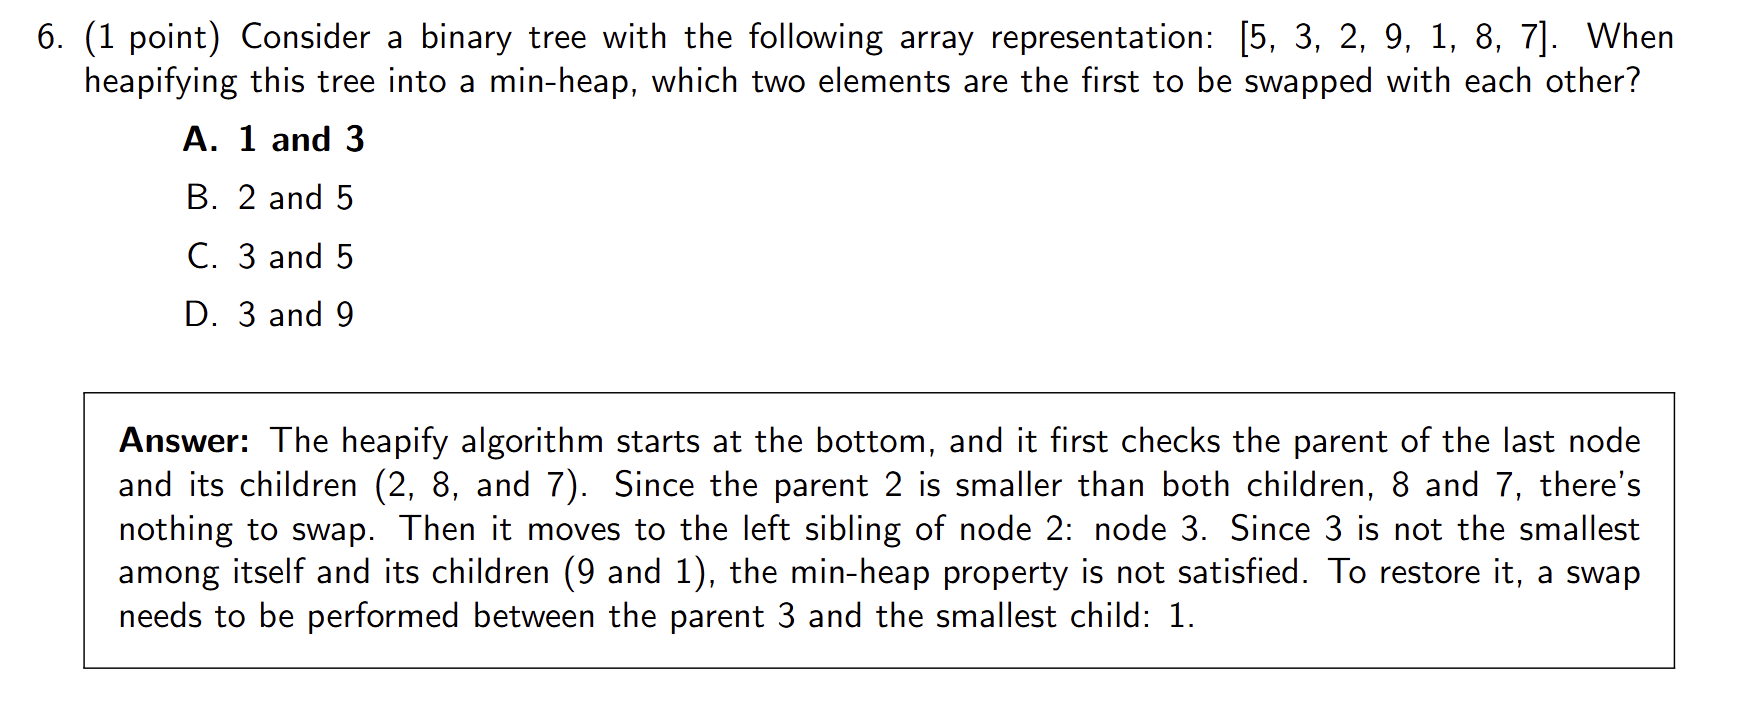 6. (1 point) Consider a binary tree with the following array representation: [5, 3, 2, 9, 1, 8, 7]. When
heapifying this tree into a min-heap, which two elements are the first to be swapped with each other?
A. 1 and 3
B. 2 and 5
C. 3 and 5
D. 3 and 9
Answer: The heapify algorithm starts at the bottom, and it first checks the parent of the last node
and its children (2, 8, and 7). Since the parent 2 is smaller than both children, 8 and 7, there's
nothing to swap. Then it moves to the left sibling of node 2: node 3. Since 3 is not the smallest
among itself and its children (9 and 1), the min-heap property is not satisfied. To restore it, a swap
needs to be performed between the parent 3 and the smallest child: 1.